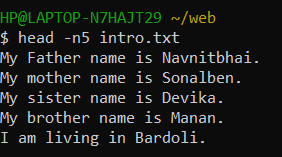 HP@LAPTOP-N7HAJT29 ~/web
$ head -n5 intro.txt
My Father name is Navnitbhai.
My mother name is Sonalben.
My sister name is Devika.
My brother name is Manan.
I am living in Bardoli.